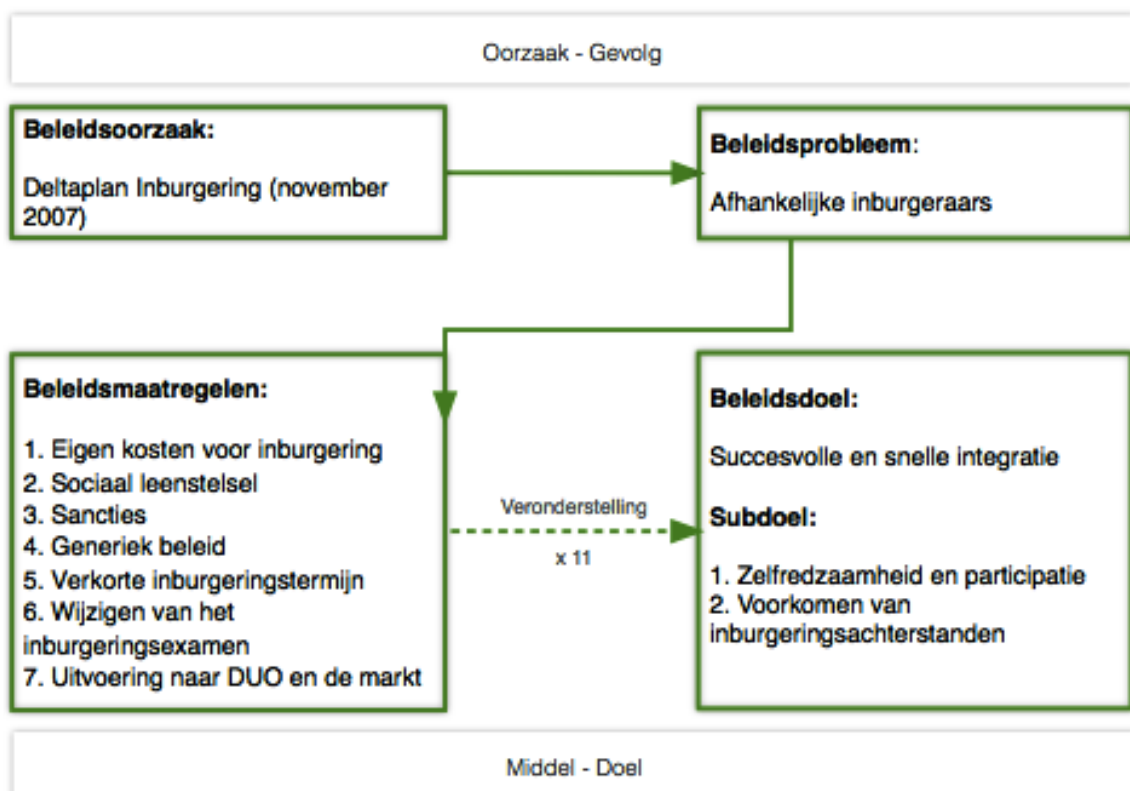 Oorzaak - Gevolg
Beleidsoorzaak:
Deltaplan Inburgering (november
2007)
Beleidsprobleem:
Afhankelijke inburgeraars
Beleidsmaatregelen:
1. Eigen kosten voor inburgering
2. Sociaal leenstelsel
3. Sancties
4. Generiek beleid
5. Verkorte inburgeringstermijn
6. Wijzigen van het
inburgeringsexamen
7. Uitvoering naar DUO en de markt
Veronderstelling
x 11
Beleidsdoel:
Succesvolle en snelle integratie
Subdoel:
1. Zelfredzaamheid en participatie
2. Voorkomen van
inburgeringsachterstanden
Middel - Doel